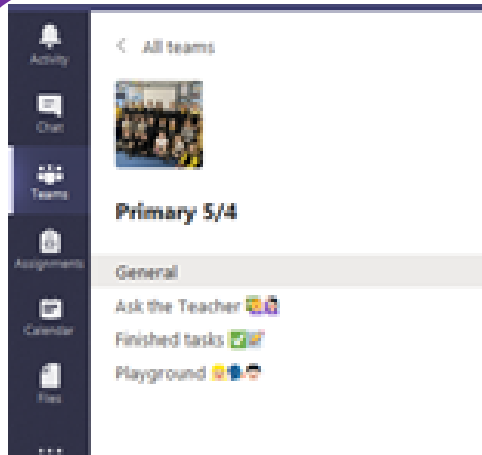 Activity
All teams
Chat
Teams
Primary 5/4
Assignments
General
Ask the Teacher
Calendar
Finished tasks
Playground
Files